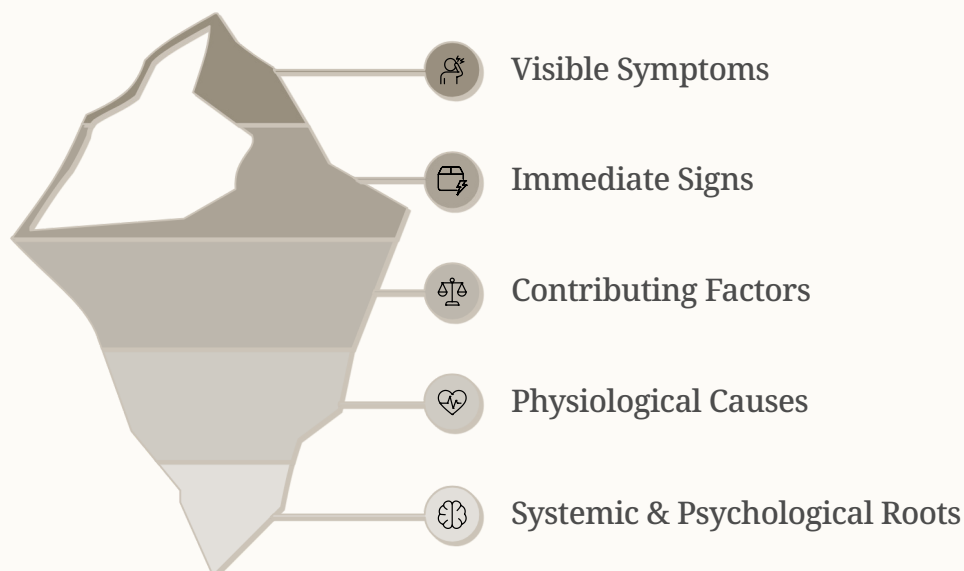 Visible Symptoms
Immediate Signs
Contributing Factors
Physiological Causes
Systemic & Psychological Roots